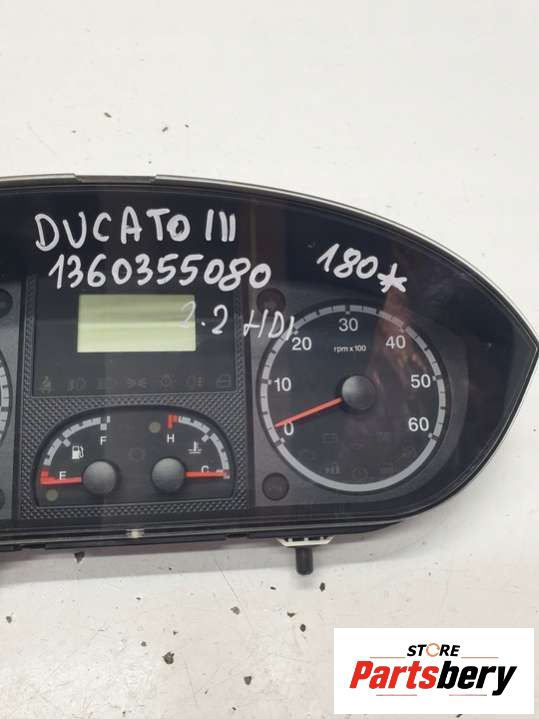 DUCATO III
1360355080
180*
2.2 HDI
F
E
H
C
0
10
20
30
40
50
60
rpm x 100
STORE
Partsbery